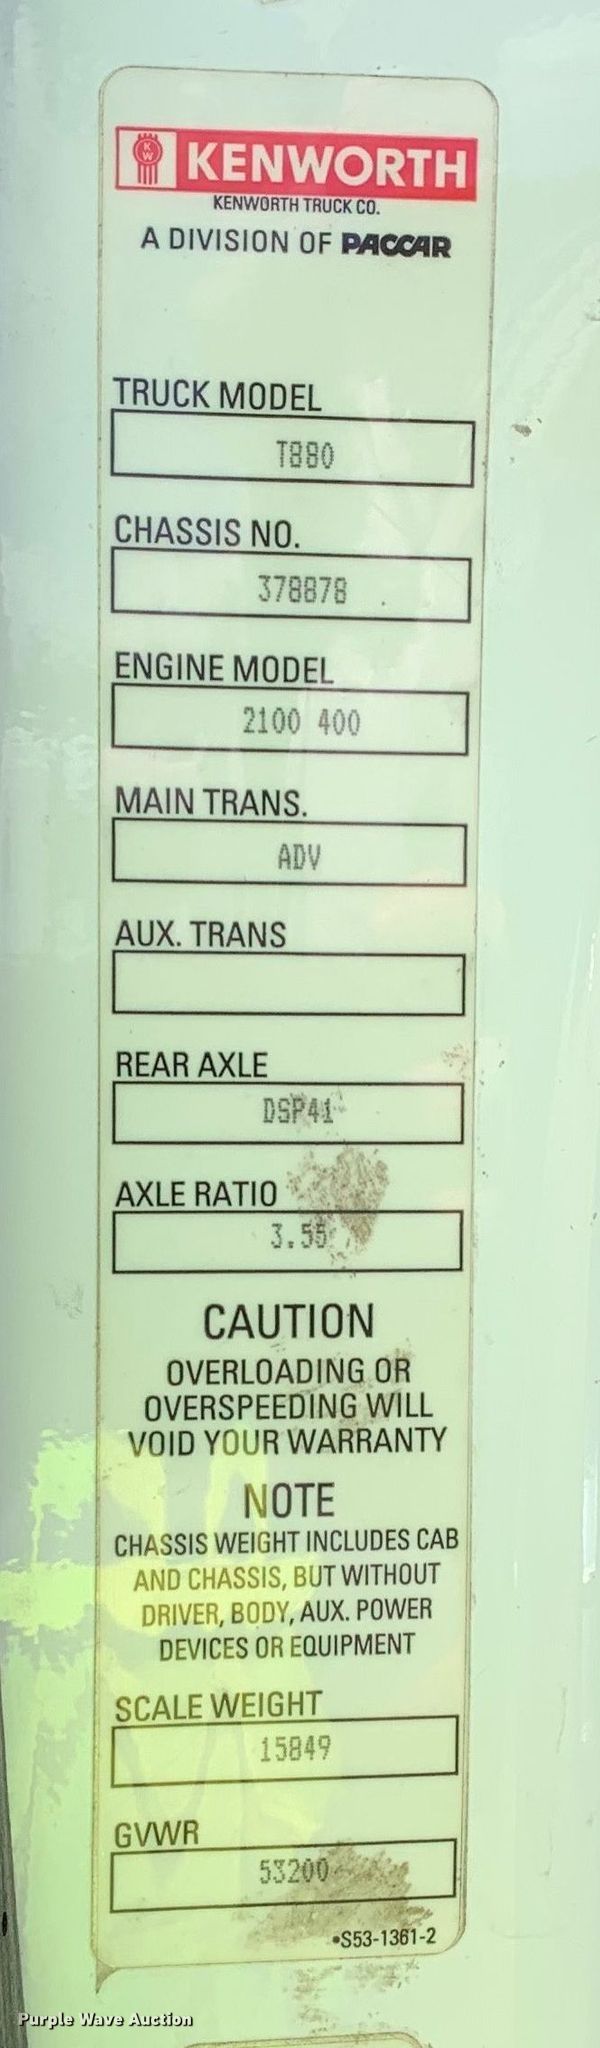 KW KENWORTH
KENWORTH TRUCK CO.
A DIVISION OF PACCAR
TRUCK MODEL
T880
CHASSIS NO.
378878
ENGINE MODEL
2100 400
MAIN TRANS.
ADV
AUX. TRANS
REAR AXLE
DSP41
AXLE RATIO
3.55
CAUTION
OVERLOADING OR
OVERSPEEDING WILL
VOID YOUR WARRANTY
NOTE
CHASSIS WEIGHT INCLUDES CAB
AND CHASSIS, BUT WITHOUT
DRIVER, BODY, AUX. POWER
DEVICES OR EQUIPMENT
SCALE WEIGHT
15849
GVWR
53200
•S53-1361-2
Purple Wave Auction